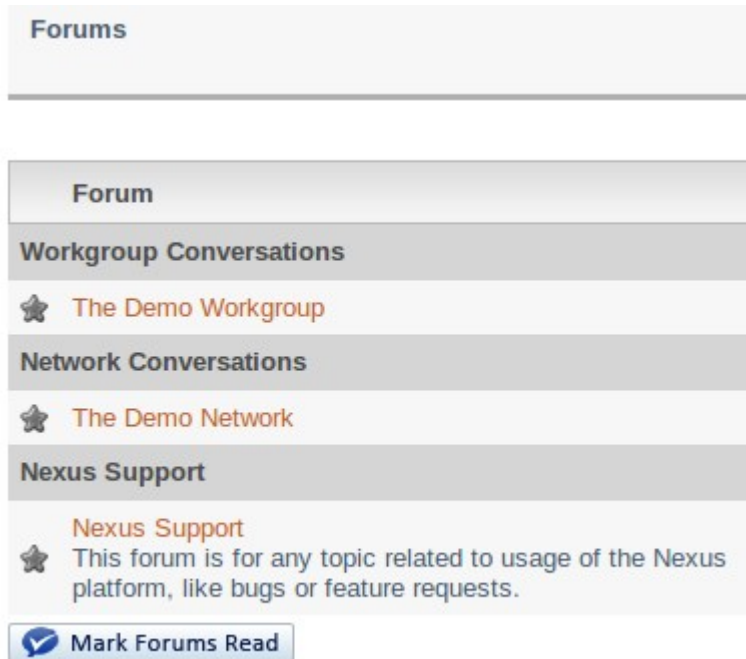 Forums
Forum
Workgroup Conversations
The Demo Workgroup
Network Conversations
The Demo Network
Nexus Support
Nexus Support
This forum is for any topic related to usage of the Nexus
platform, like bugs or feature requests.
Mark Forums Read